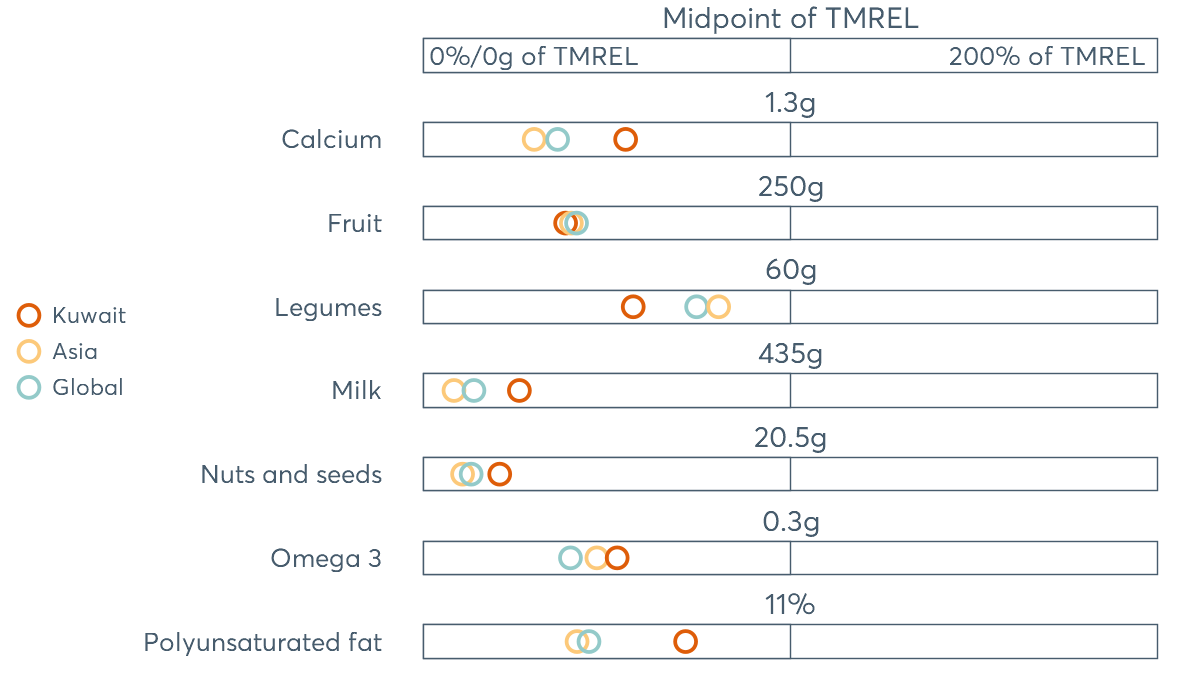 Midpoint of TMREL
0%/0g of TMREL 200% of TMREL
1.3g
Calcium
250g
Fruit
60g
Legumes
Kuwait
Asia
Global
435g
Milk
20.5g
Nuts and seeds
0.3g
Omega 3
11%
Polyunsaturated fat